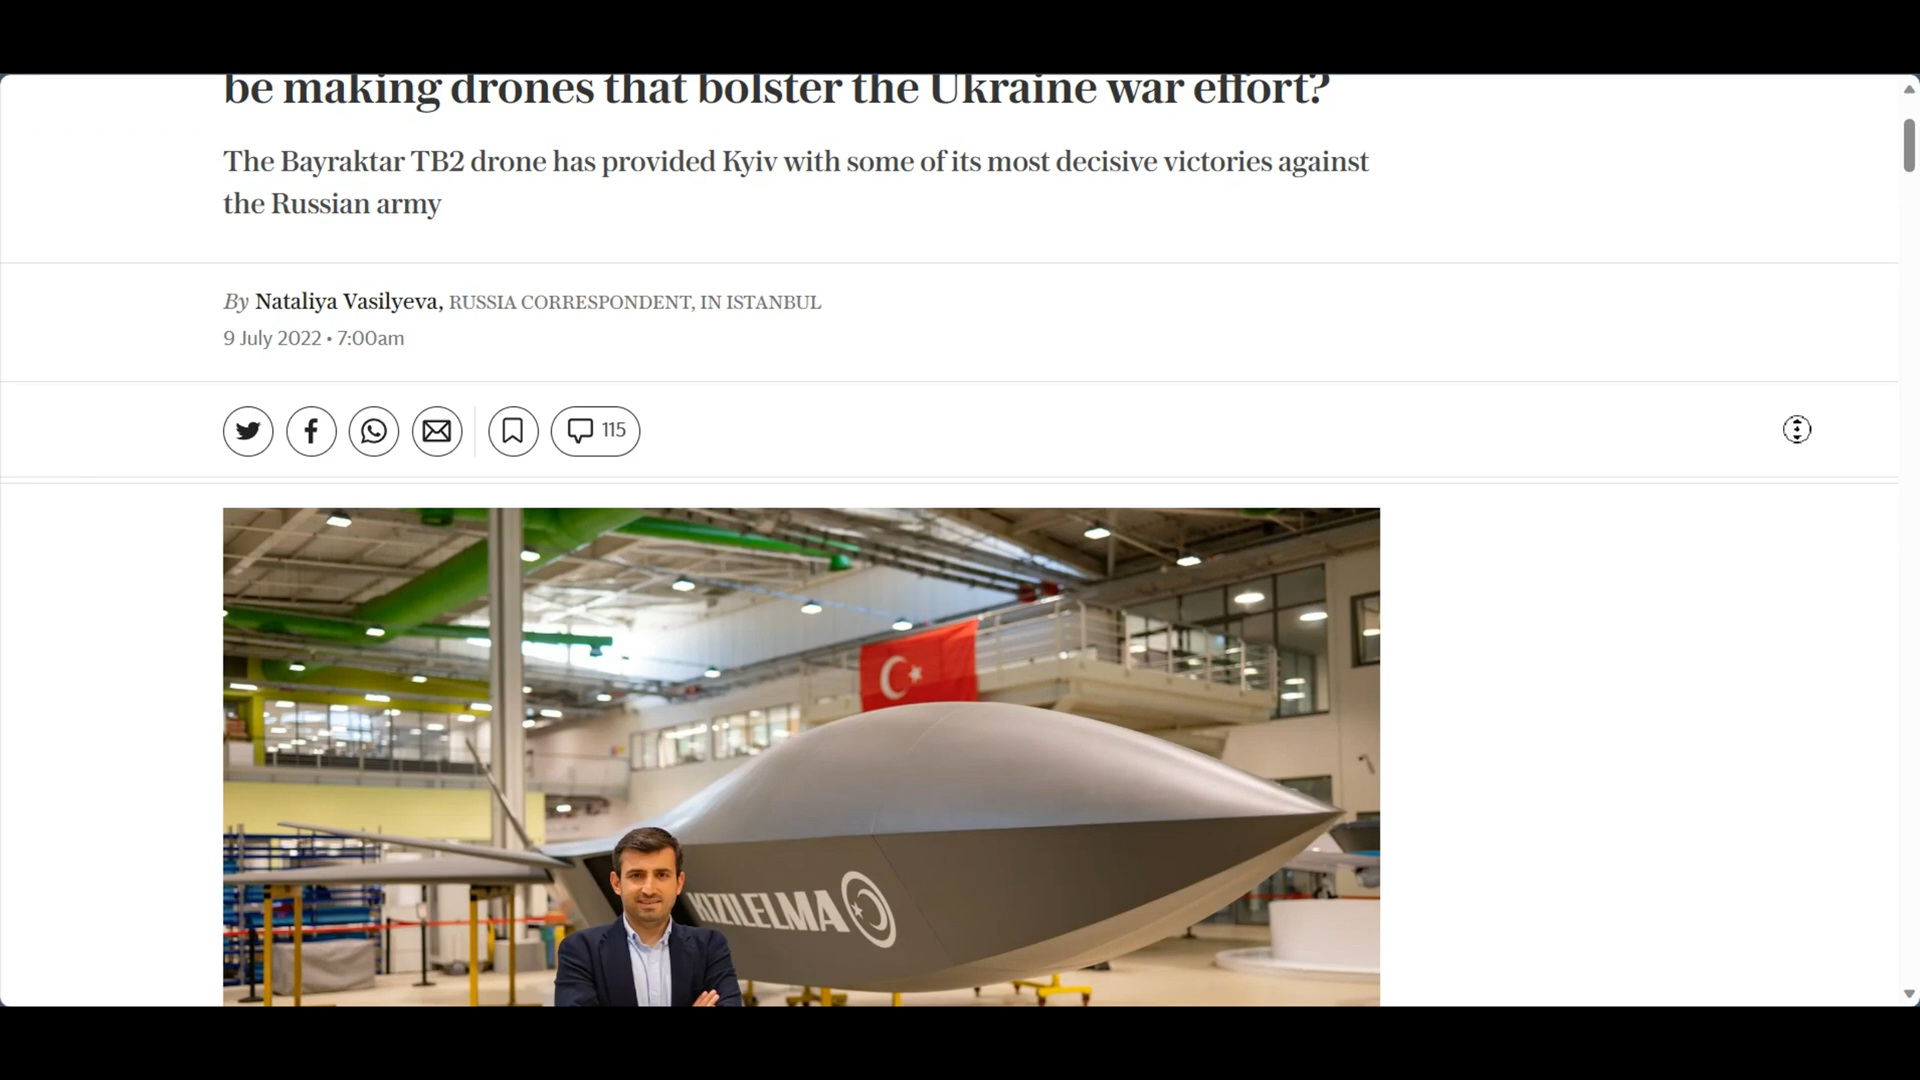 be making drones that bolster the Ukraine war effort?
The Bayraktar TB2 drone has provided Kyiv with some of its most decisive victories against
the Russian army
By Nataliya Vasilyeva, RUSSIA CORRESPONDENT, IN ISTANBUL
9 July 2022 • 7:00am
115
KIZILELMA